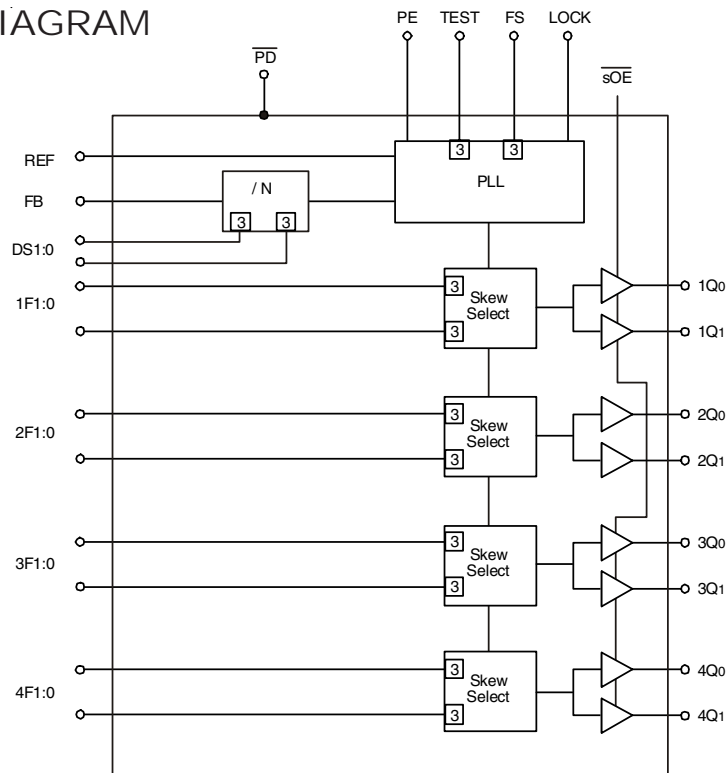 IAGRAM
PE TEST FS LOCK
PD
sOE
REF
3 3
PLL
/ N
FB
3 3
DS1:0
1F1:0
3
Skew
Select
3
1Q0
1Q1
2F1:0
3
Skew
Select
3
2Q0
2Q1
3F1:0
3
Skew
Select
3
3Q0
3Q1
4F1:0
3
Skew
Select
3
4Q0
4Q1